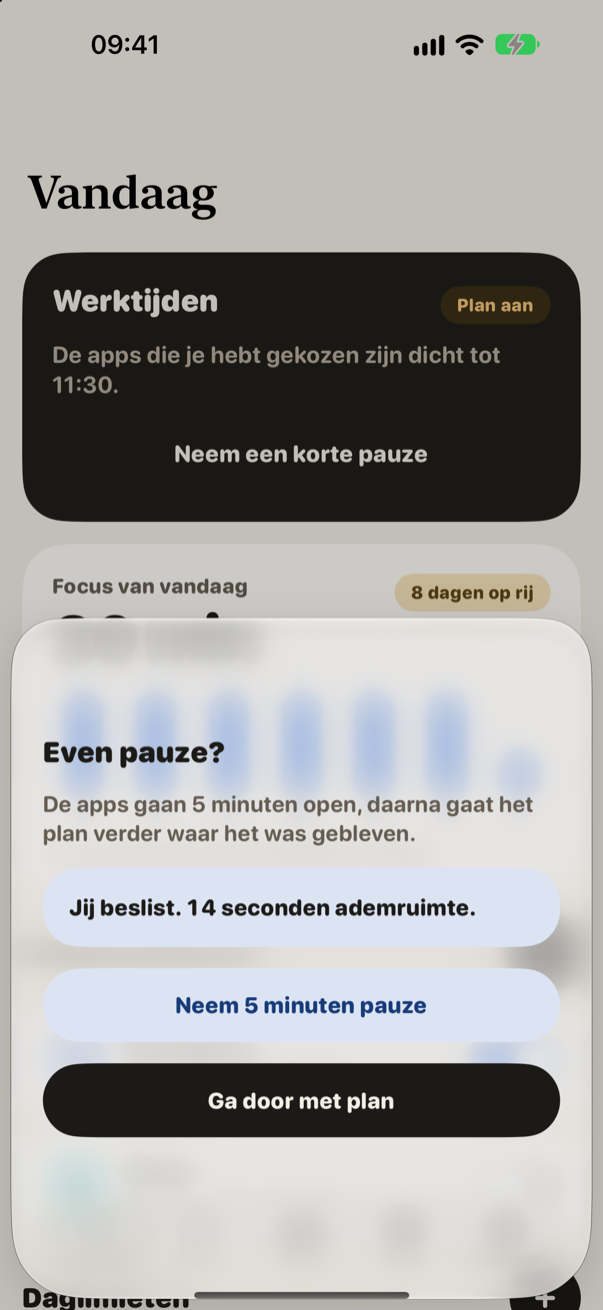 09:41
Vandaag
Werktijden
Plan aan
De apps die je hebt gekozen zijn dicht tot
11:30.
Neem een korte pauze
Focus van vandaag
8 dagen op rij
Even pauze?
De apps gaan 5 minuten open, daarna gaat het
plan verder waar het was gebleven.
Jij beslist. 14 seconden ademruimte.
Neem 5 minuten pauze
Ga door met plan